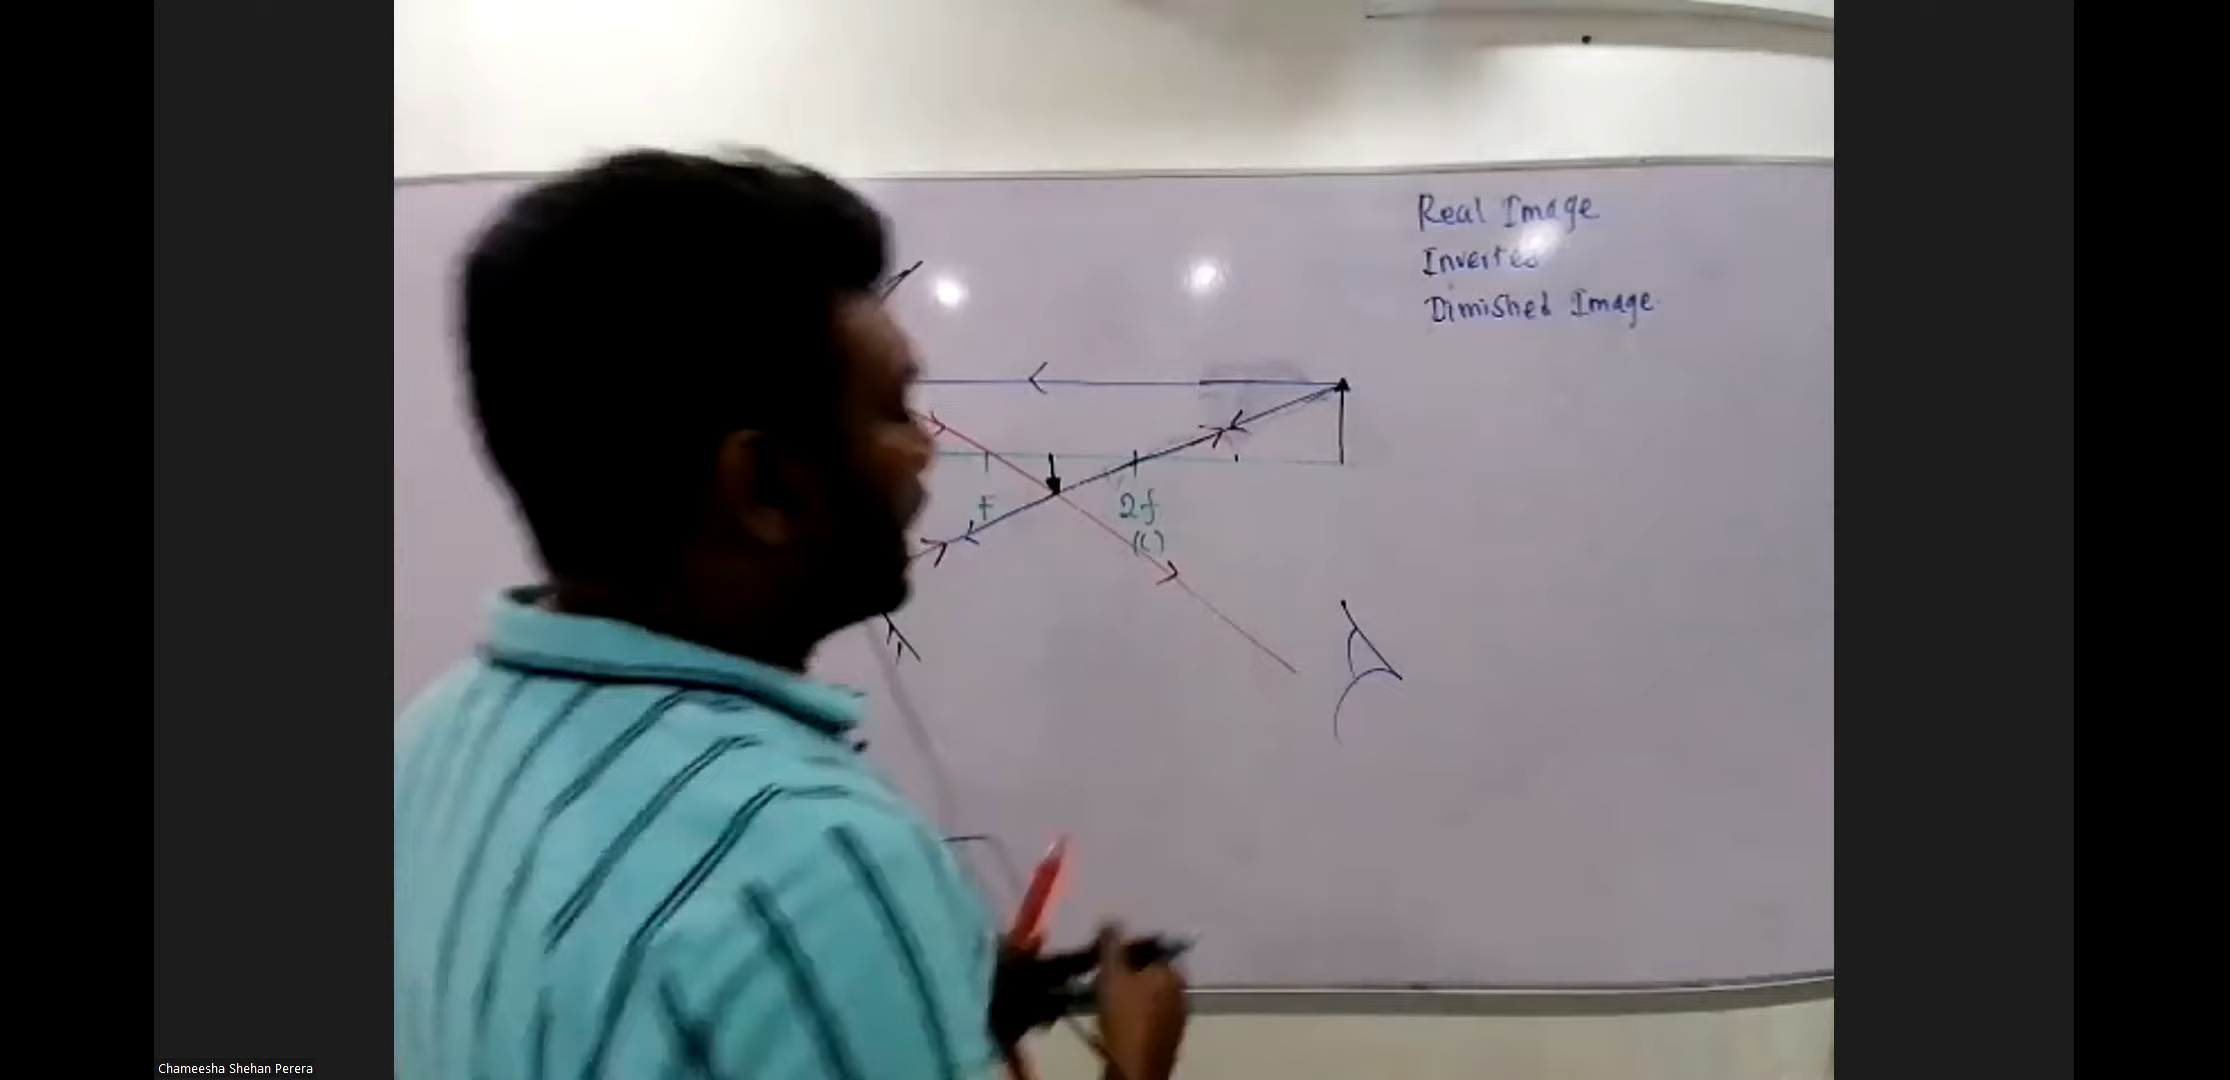 Real Image
Inverted
Dimished Image.
F
2f
(C)
Chameesha Shehan Perera